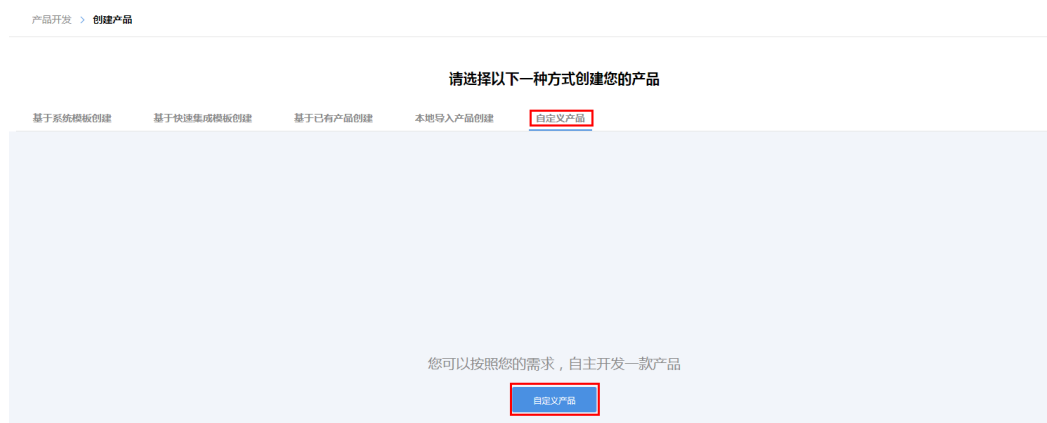 产品开发 > 创建产品
请选择以下一种方式创建您的产品
基于系统模板创建 基于快速集成模板创建 基于已有产品创建 本地导入产品创建 自定义产品
您可以按照您的需求，自主开发一款产品
自定义产品